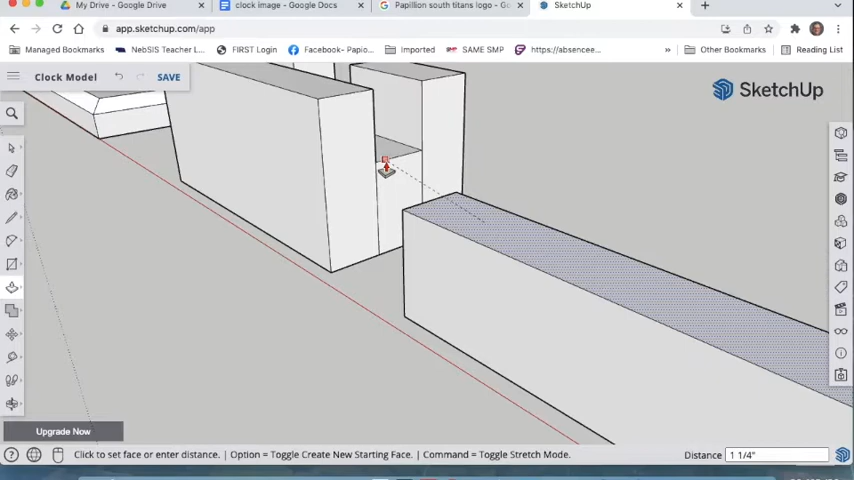 My Drive - Google Drive
clock image - Google Docs
Papillion south titans logo - Go
SketchUp
app.sketchup.com/app
Managed Bookmarks
NebSIS Teacher L...
FIRST Login
Facebook- Papio...
Imported
SAME SMP
https://absencee...
»
Other Bookmarks
Reading List
Clock Model
SAVE
SketchUp
Upgrade Now
Click to set face or enter distance. | Option = Toggle Create New Starting Face. | Command = Toggle Stretch Mode.
Distance 1 1/4"